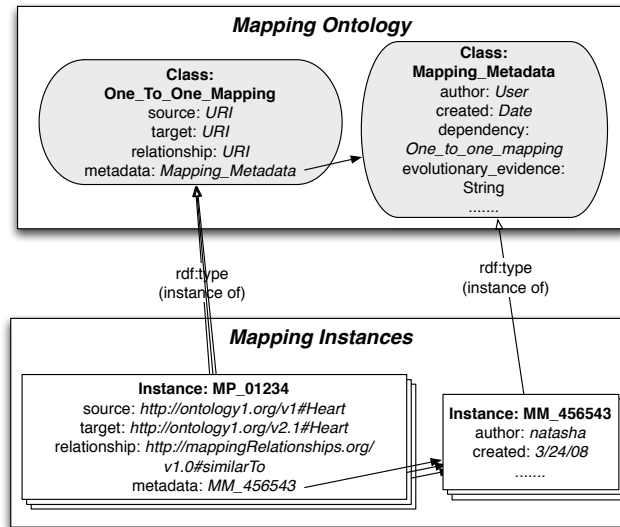 Mapping Ontology
Class:
One_To_One_Mapping
source: URI
target: URI
relationship: URI
metadata: Mapping_Metadata
Class:
Mapping_Metadata
author: User
created: Date
dependency:
One_to_one_mapping
evolutionary_evidence:
String
.......
rdf:type
(instance of)
rdf:type
(instance of)
Mapping Instances
Instance: MP_01234
source: http://ontology1.org/v1#Heart
target: http://ontology1.org/v2.1#Heart
relationship: http://mappingRelationships.org/
v1.0#similarTo
metadata: MM_456543
Instance: MM_456543
author: natasha
created: 3/24/08
.......